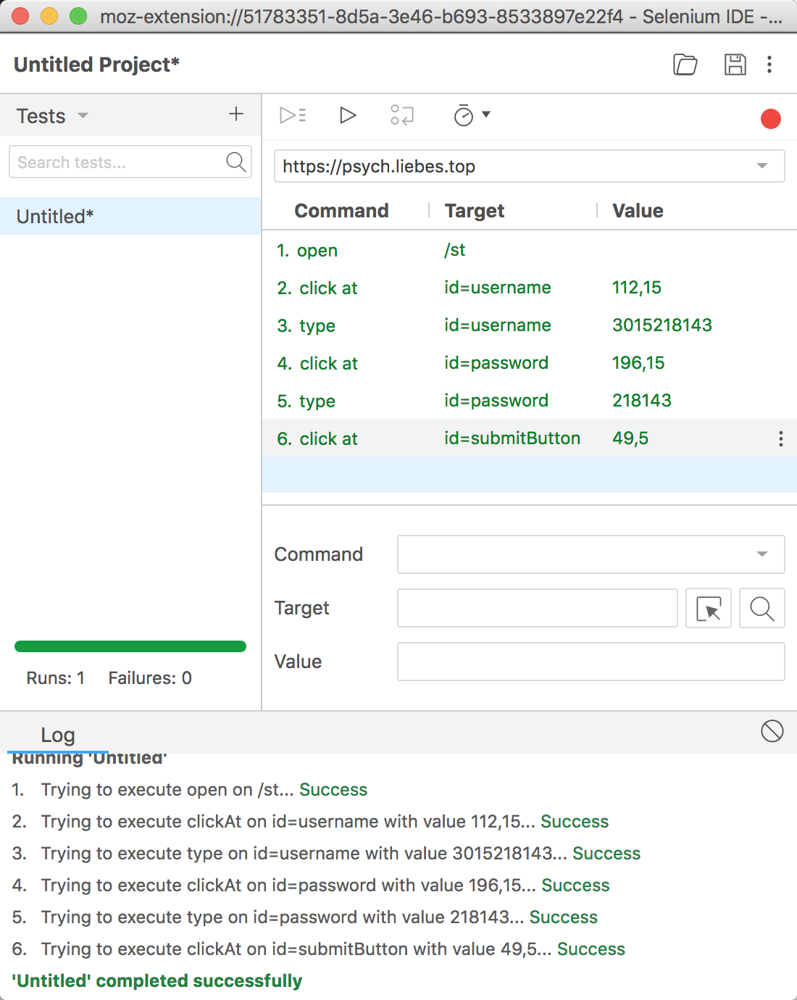 moz-extension://51783351-8d5a-3e46-b693-8533897e22f4 - Selenium IDE -...
Untitled Project*
Tests
Search tests...
Untitled*
Runs: 1 Failures: 0
https://psych.liebes.top
Command Target Value
1. open /st
2. click at id=username 112,15
3. type id=username 3015218143
4. click at id=password 196,15
5. type id=password 218143
6. click at id=submitButton 49,5
Command
Target
Value
Log
Running 'Untitled'
1. Trying to execute open on /st... Success
2. Trying to execute clickAt on id=username with value 112,15... Success
3. Trying to execute type on id=username with value 3015218143... Success
4. Trying to execute clickAt on id=password with value 196,15... Success
5. Trying to execute type on id=password with value 218143... Success
6. Trying to execute clickAt on id=submitButton with value 49,5... Success
'Untitled' completed successfully